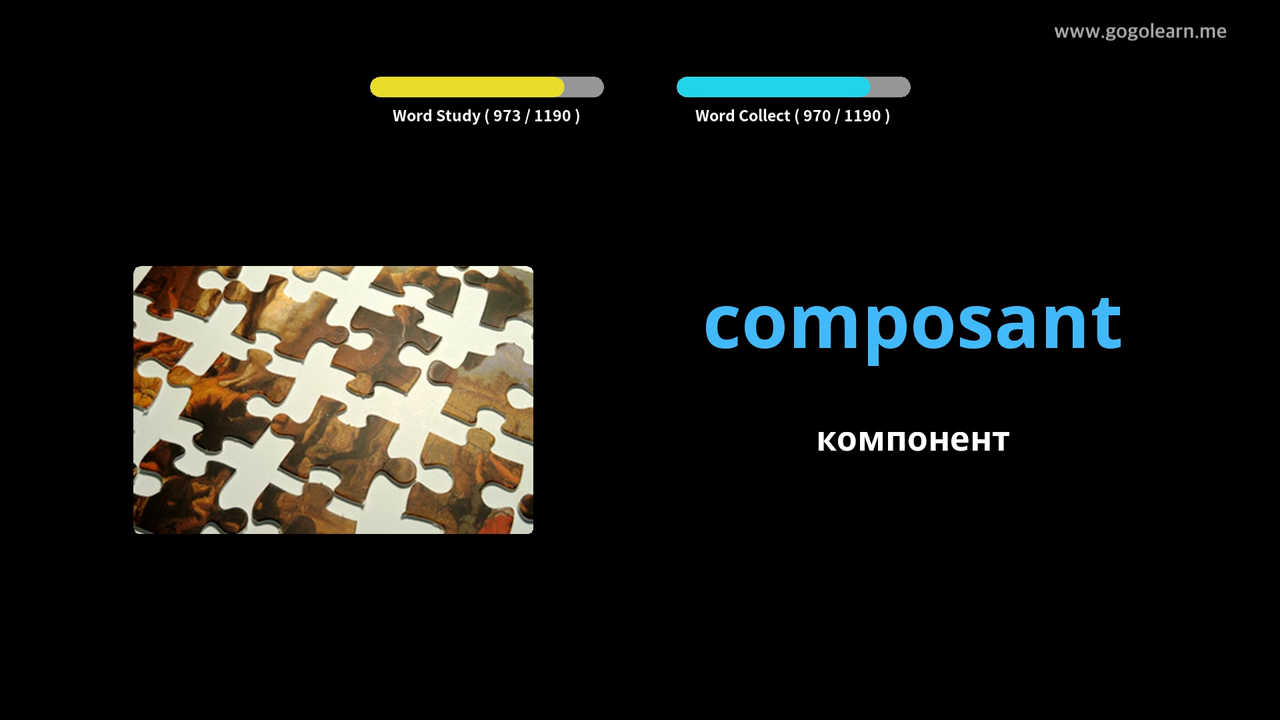 www.gogolearn.me
Word Study ( 973 / 1190 )
Word Collect ( 970 / 1190 )
composant
компонент